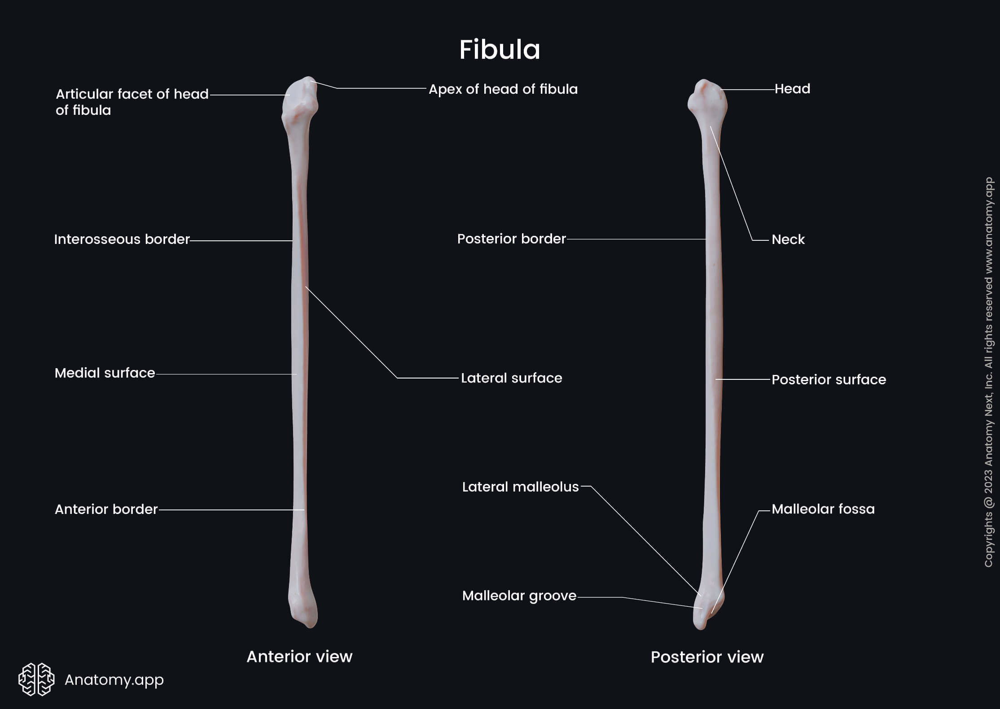 Fibula
Articular facet of head
of fibula
Apex of head of fibula
Head
Interosseous border
Posterior border
Neck
Medial surface
Lateral surface
Posterior surface
Lateral malleolus
Anterior border
Malleolar fossa
Malleolar groove
Anterior view
Posterior view
Anatomy.app
Copyrights @ 2023 Anatomy Next, Inc. All rights reserved www.anatomy.app